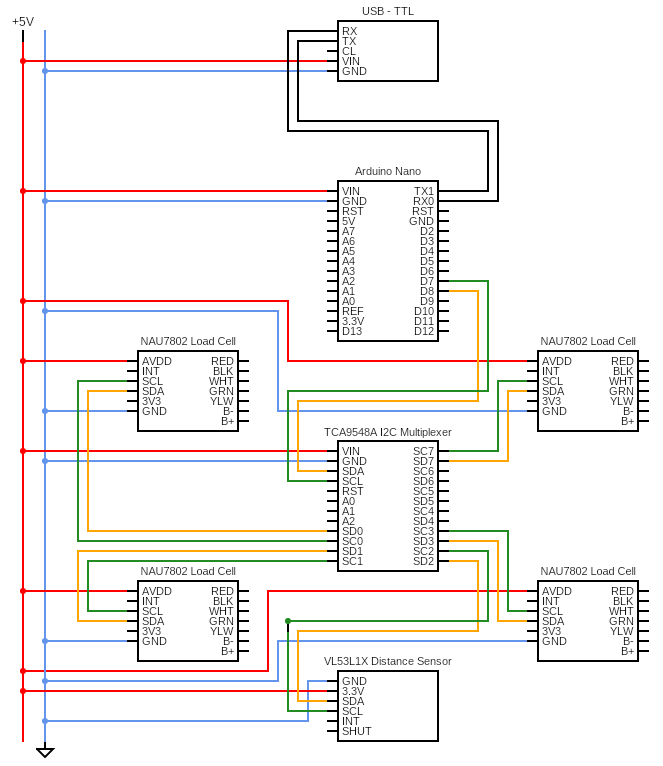 USB - TTL
+5V
RX
TX
CL
VIN
GND
Arduino Nano
VIN TX1
GND RX0
RST RST
5V GND
A7 D2
A6 D3
A5 D4
A4 D5
A3 D6
A2 D7
A1 D8
A0 D9
REF D10
3.3V D11
D13 D12
NAU7802 Load Cell
AVDD RED
INT BLK
SCL WHT
SDA GRN
3V3 YLW
GND B-
B+
NAU7802 Load Cell
AVDD RED
INT BLK
SCL WHT
SDA GRN
3V3 YLW
GND B-
B+
TCA9548A I2C Multiplexer
VIN SC7
GND SD7
SDA SC6
SCL SD6
RST SC5
A0 SD5
A1 SC4
A2 SD4
SD0 SC3
SC0 SD3
SD1 SC2
SC1 SD2
NAU7802 Load Cell
AVDD RED
INT BLK
SCL WHT
SDA GRN
3V3 YLW
GND B-
B+
NAU7802 Load Cell
AVDD RED
INT BLK
SCL WHT
SDA GRN
3V3 YLW
GND B-
B+
VL53L1X Distance Sensor
GND
3.3V
SDA
SCL
INT
SHUT